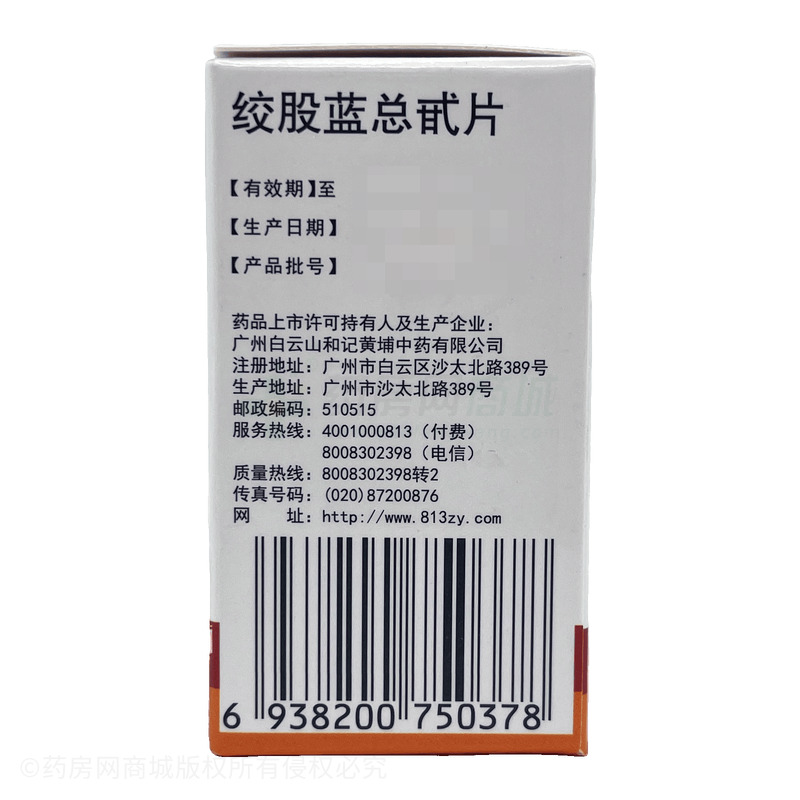 绞股蓝总甙片
【有效期】至
【生产日期】
【产品批号】
药品上市许可持有人及生产企业：
广州白云山和记黄埔中药有限公司
注册地址：广州市白云区沙太北路389号
生产地址：广州市沙太北路389号
邮政编码：510515
服务热线：4001000813（付费）
8008302398（电信）
质量热线：8008302398转2
传真号码：(020)87200876
网　　址：http://www.813zy.com
6 938200 750378
©药房网商城版权所有侵权必究